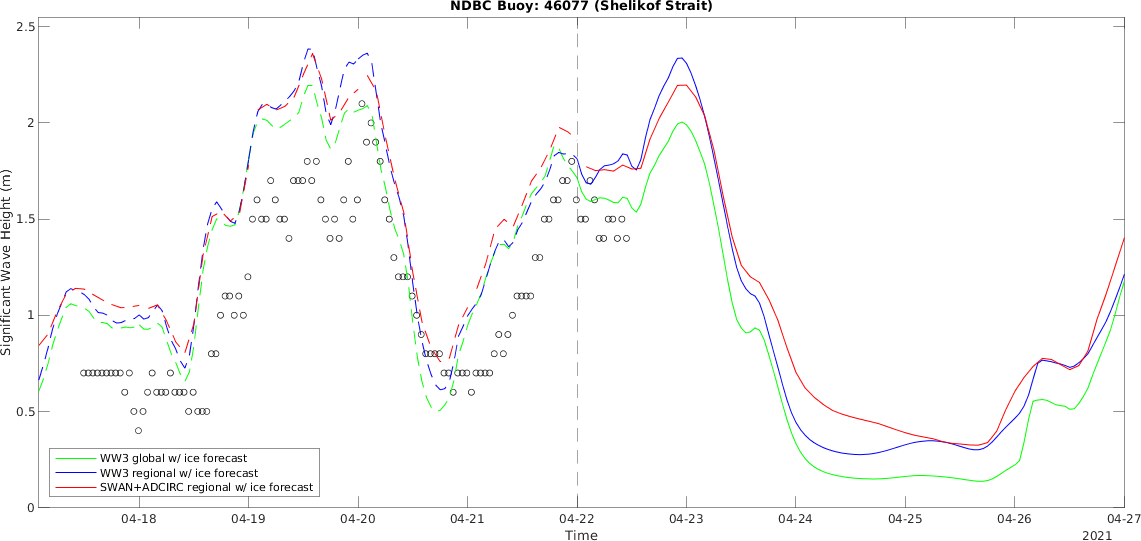 NDBC Buoy: 46077 (Shelikof Strait)
2.5
2
1.5
1
0.5
0
Significant Wave Height (m)
WW3 global w/ ice forecast
WW3 regional w/ ice forecast
SWAN+ADCIRC regional w/ ice forecast
04-18
04-19
04-20
04-21
04-22
04-23
04-24
04-25
04-26
04-27
Time
2021